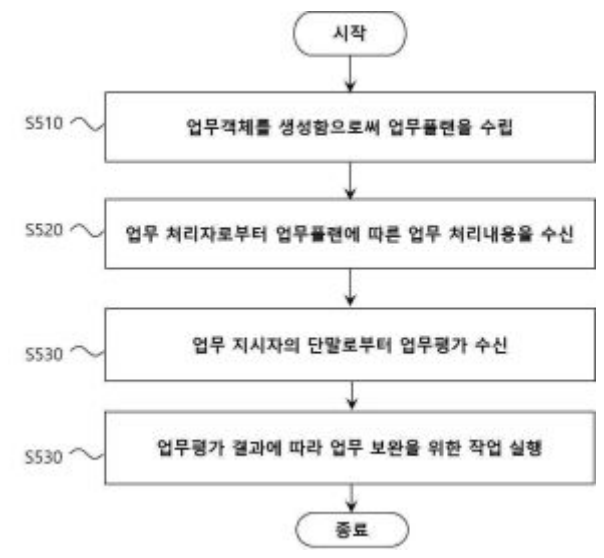 시작
S510
업무객체를 생성함으로써 업무플랜을 수립
S520
업무 처리자로부터 업무플랜에 따른 업무 처리내용을 수신
S530
업무 지시자의 단말로부터 업무평가 수신
S530
업무평가 결과에 따라 업무 보완을 위한 작업 실행
종료